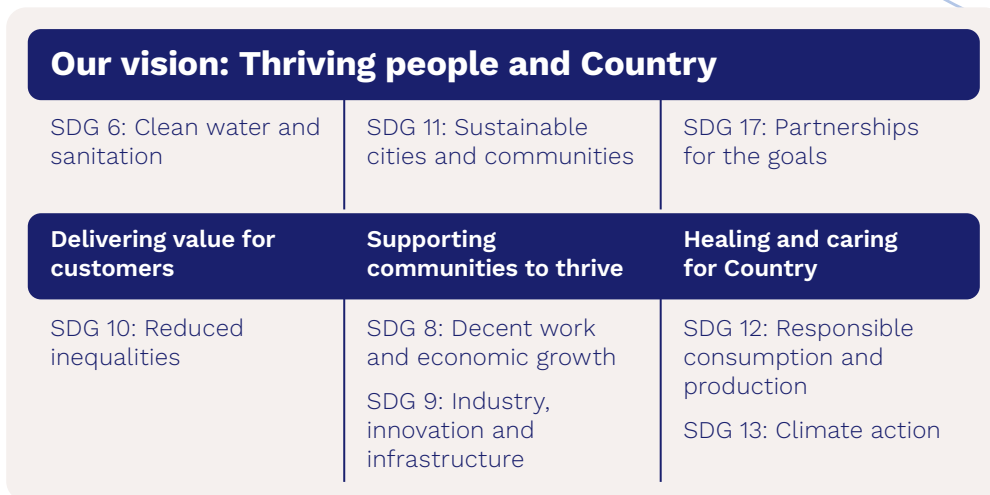 Our vision: Thriving people and Country
SDG 6: Clean water and
sanitation
SDG 11: Sustainable
cities and communities
SDG 17: Partnerships
for the goals
Delivering value for
customers
Supporting
communities to thrive
Healing and caring
for Country
SDG 10: Reduced
inequalities
SDG 8: Decent work
and economic growth
SDG 9: Industry,
innovation and
infrastructure
SDG 12: Responsible
consumption and
production
SDG 13: Climate action